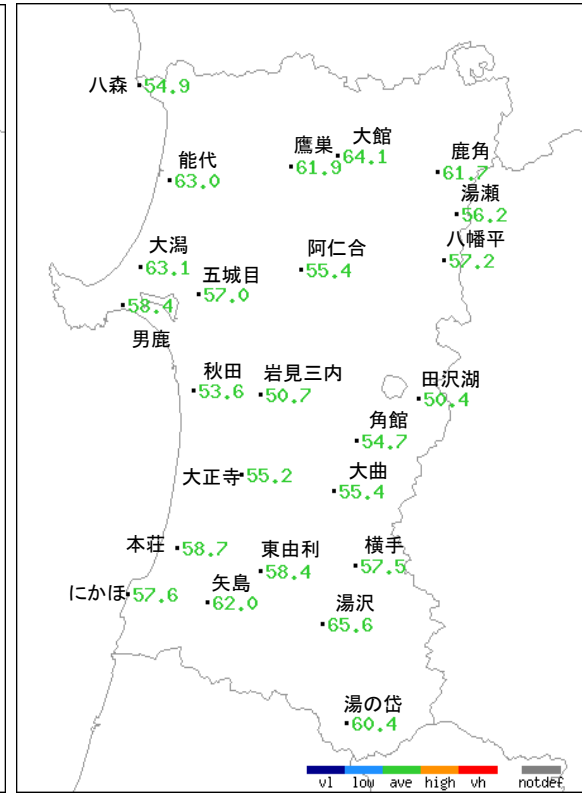 八森
54.9
大館
64.1
鷹巣
61.9
鹿角
61.7
能代
63.0
湯瀬
56.2
八幡平
57.2
大潟
63.1
阿仁合
55.4
五城目
57.0
58.4
男鹿
秋田
53.6
岩見三内
50.7
田沢湖
50.4
角館
54.7
大正寺
55.2
大曲
55.4
本荘
58.7
東由利
58.4
横手
57.5
にかほ
57.6
矢島
62.0
湯沢
65.6
湯の岱
60.4
vl low ave high vh notdef